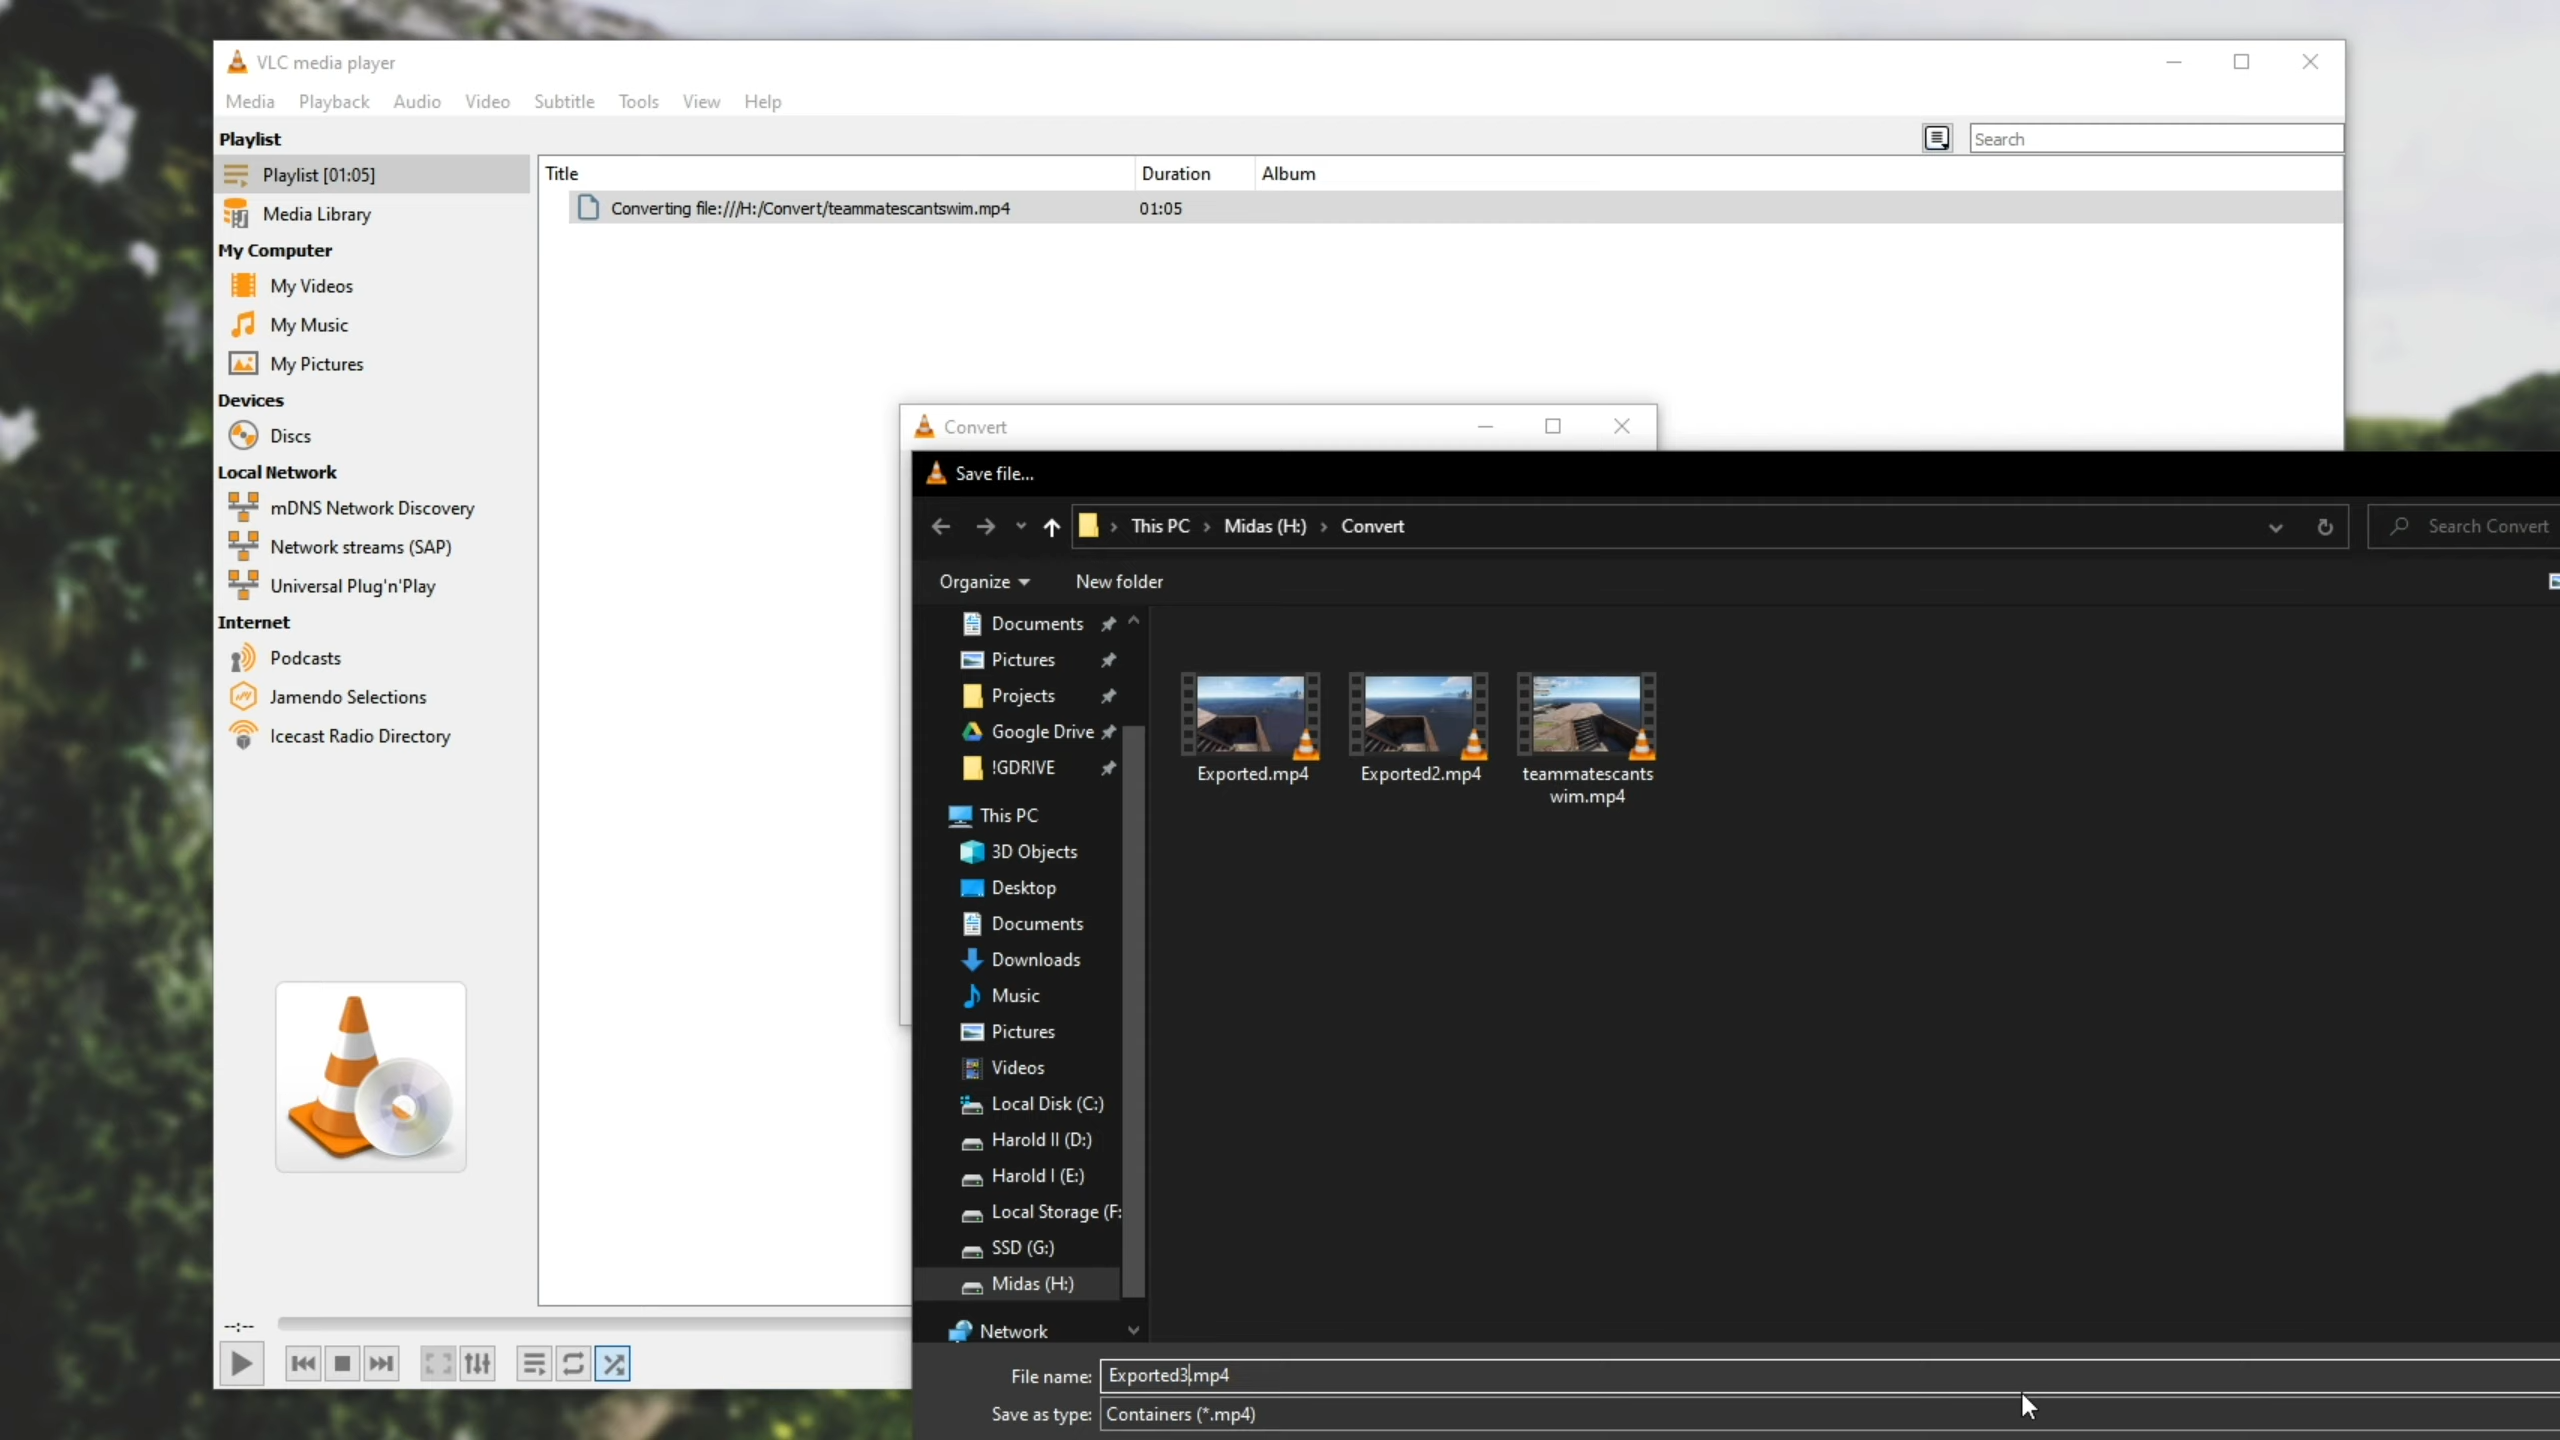 VLC media player
Media Playback Audio Video Subtitle Tools View Help
Playlist
Search
Playlist [01:05]
Title Duration Album
Converting file:///H:/Convert/teammatescantswim.mp4 01:05
Media Library
My Computer
My Videos
My Music
My Pictures
Devices
Discs
Local Network
mDNS Network Discovery
Network streams (SAP)
Universal Plug'n'Play
Internet
Podcasts
Jamendo Selections
Icecast Radio Directory
--:--
Convert
Save file...
This PC › Midas (H:) › Convert
Search Convert
Organize New folder
Documents
Pictures
Projects
Google Drive
!GDRIVE
This PC
3D Objects
Desktop
Documents
Downloads
Music
Pictures
Videos
Local Disk (C:)
Harold II (D:)
Harold I (E:)
Local Storage (F:
SSD (G:)
Midas (H:)
Network
Exported.mp4
Exported2.mp4
teammatescants
wim.mp4
File name: Exported3.mp4
Save as type: Containers (*.mp4)